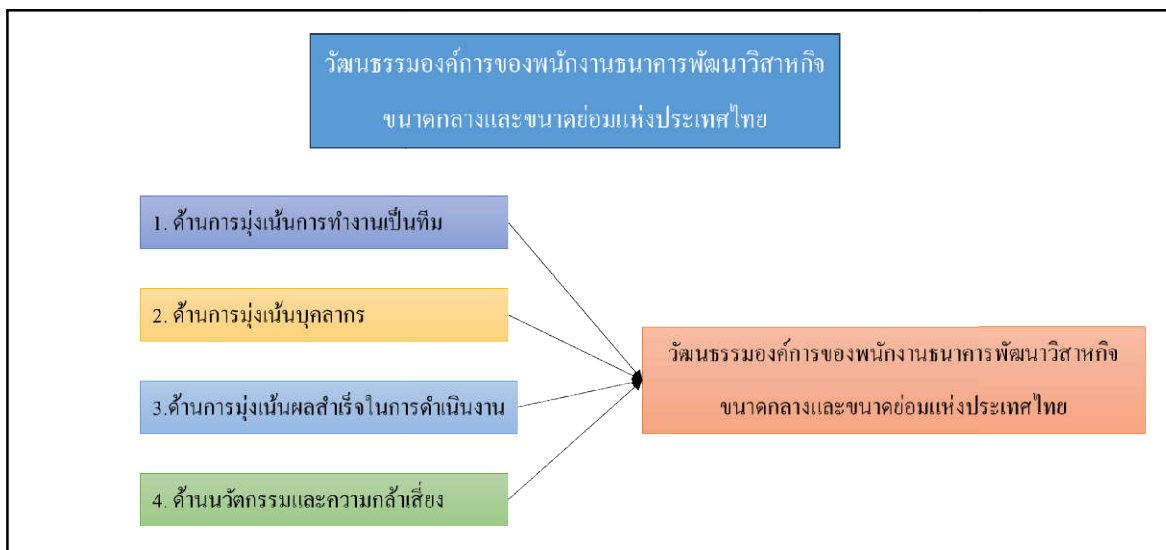 วัฒนธรรมองค์การของพนักงานธนาคารพัฒนาวิสาหกิจ
ขนาดกลางและขนาดย่อมแห่งประเทศไทย
1. ด้านการมุ่งเน้นการทำงานเป็นทีม
2. ด้านการมุ่งเน้นบุคลากร
3.ด้านการมุ่งเน้นผลสำเร็จในการดำเนินงาน
4. ด้านนวัตกรรมและความกล้าเสี่ยง
วัฒนธรรมองค์การของพนักงานธนาคารพัฒนาวิสาหกิจ
ขนาดกลางและขนาดย่อมแห่งประเทศไทย